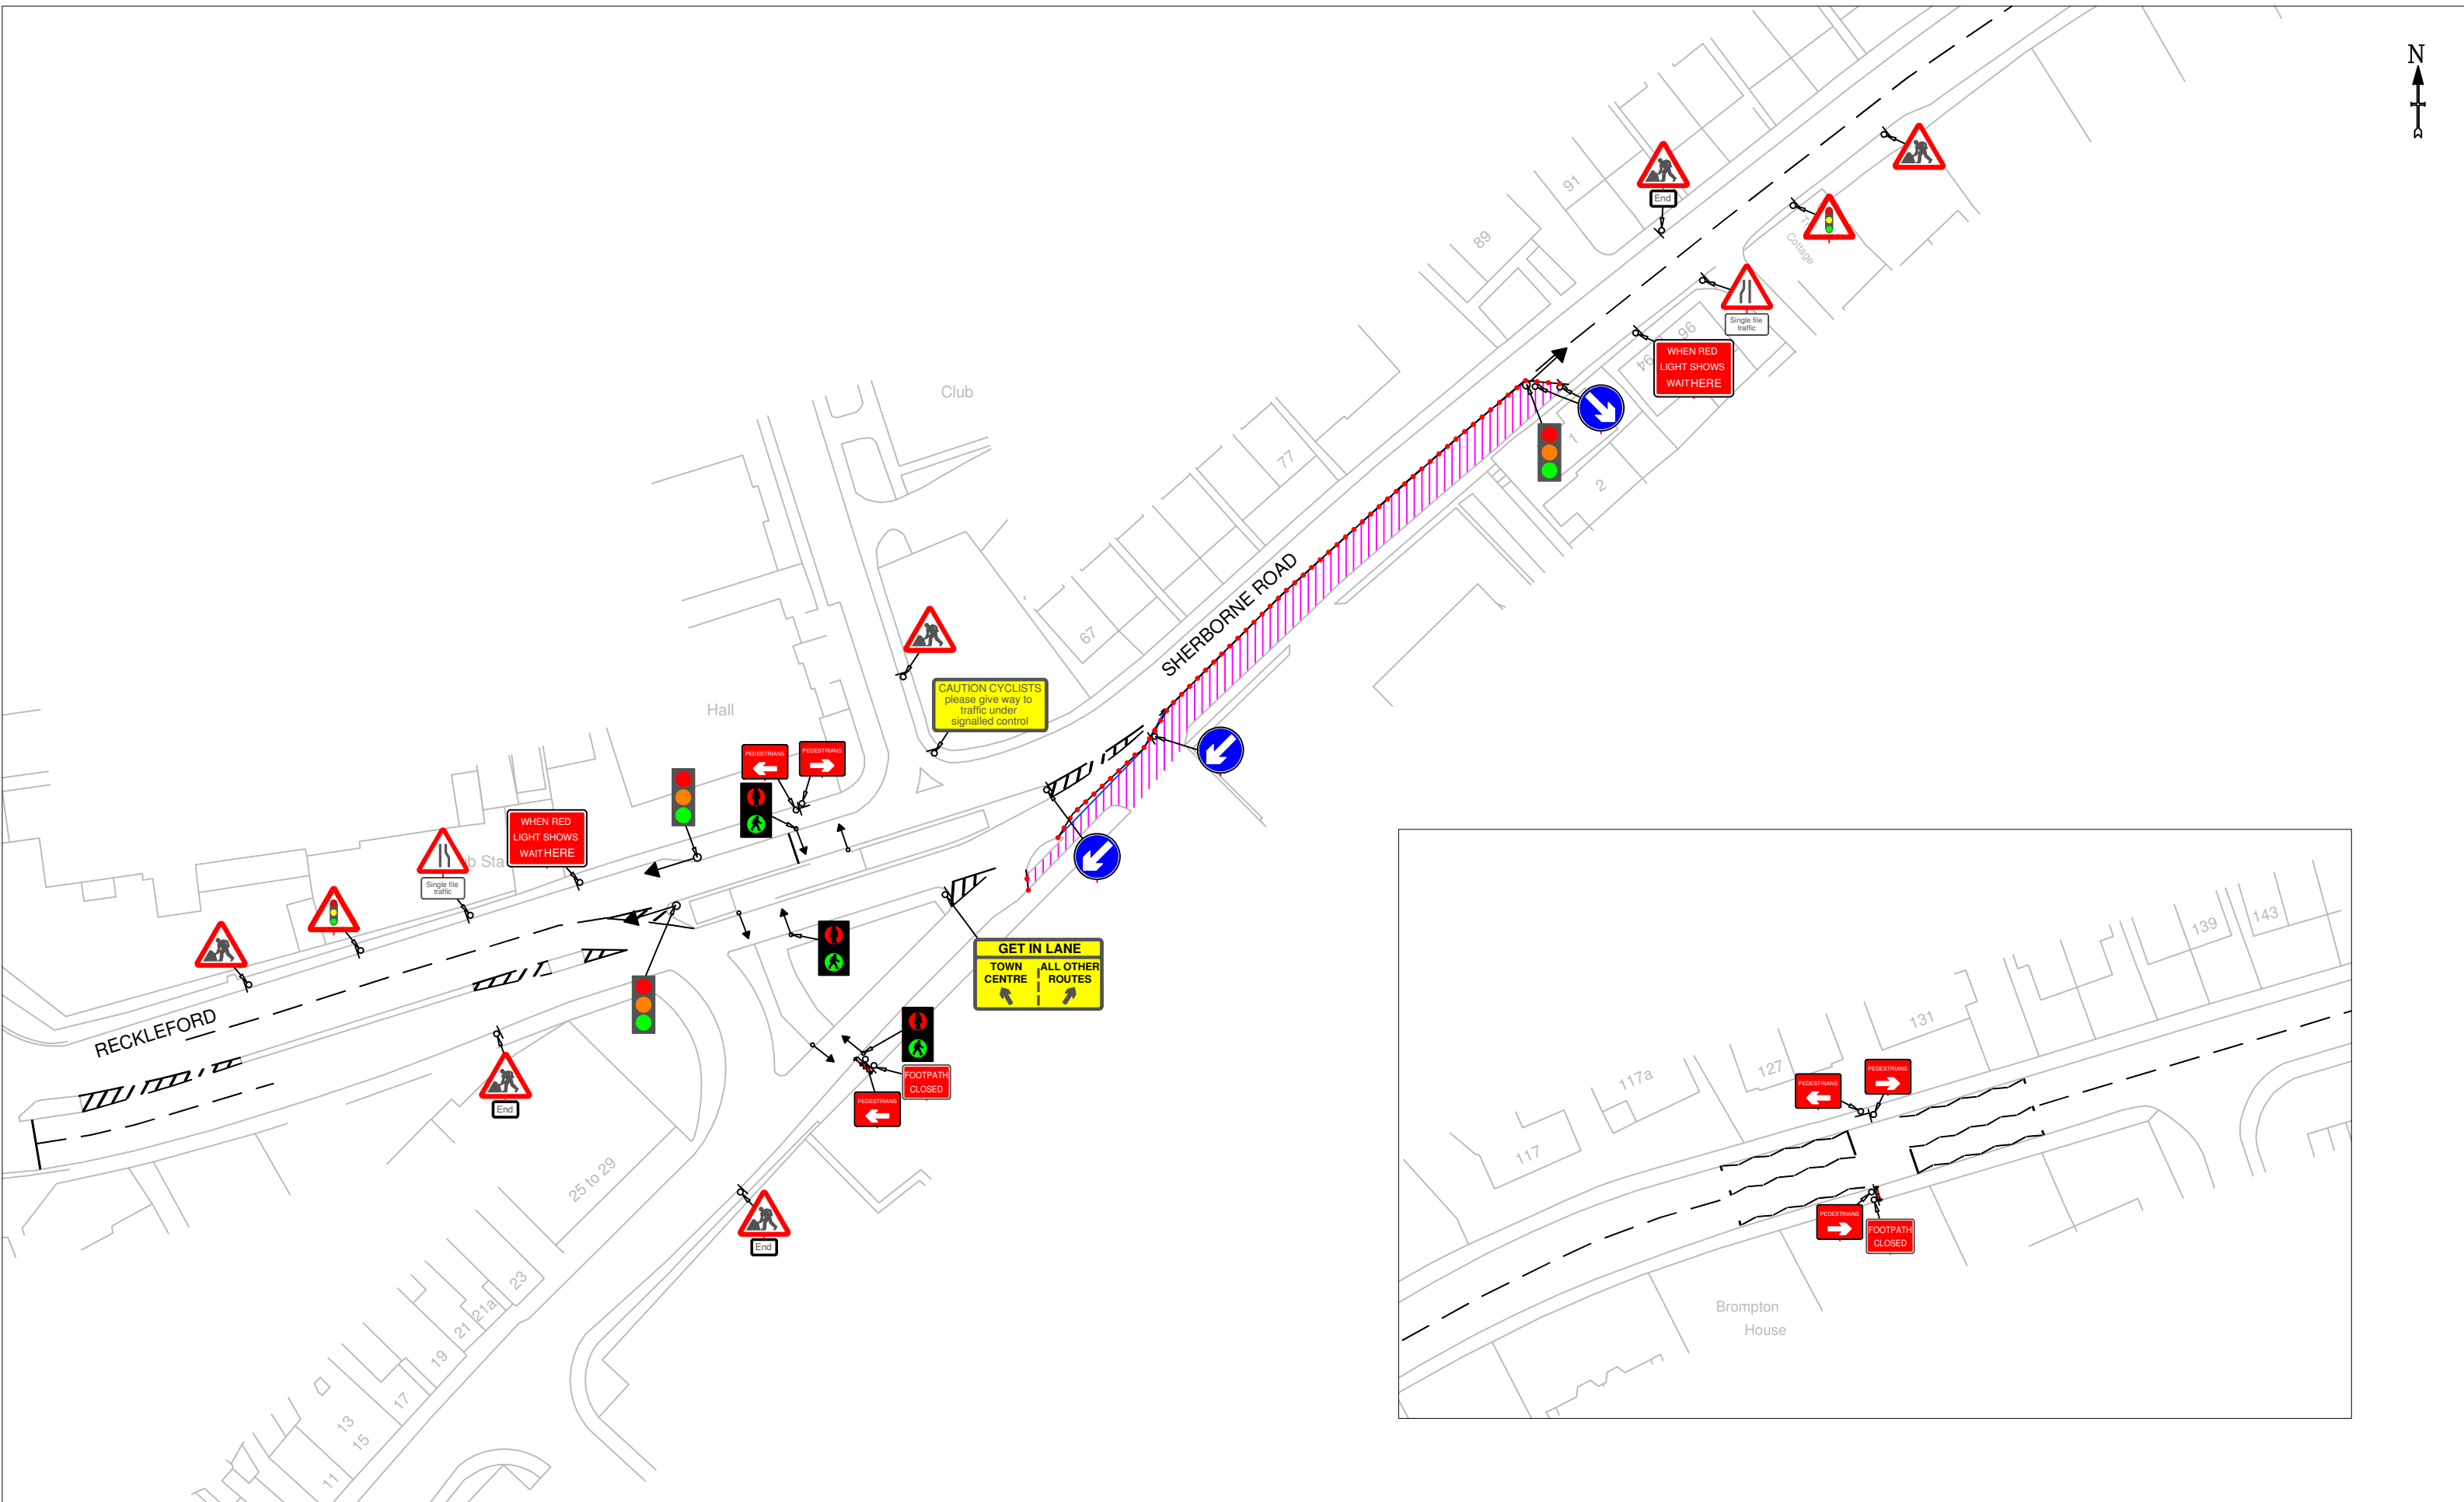 N
91
End
89
Cottage
Single file
traffic
96
94
WHEN RED
LIGHT SHOWS
WAIT HERE
1
2
Club
77
SHERBORNE ROAD
67
CAUTION CYCLISTS
please give way to
traffic under
signalled control
Hall
PEDESTRIANS
PEDESTRIANS
WHEN RED
LIGHT SHOWS
WAIT HERE
Single file
traffic
RECKLEFORD
GET IN LANE
TOWN
CENTRE
ALL OTHER
ROUTES
FOOTPATH
CLOSED
PEDESTRIANS
End
25 to 29
End
23
21a
21
19
17
13
15
11
143
139
131
127
117a
117
PEDESTRIANS
PEDESTRIANS
PEDESTRIANS
FOOTPATH
CLOSED
Brompton
House